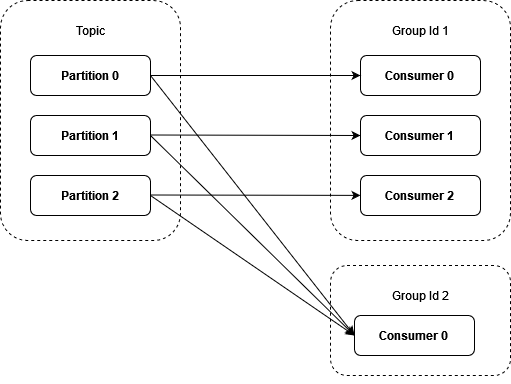 Topic
Partition 0
Partition 1
Partition 2
Group Id 1
Consumer 0
Consumer 1
Consumer 2
Group Id 2
Consumer 0